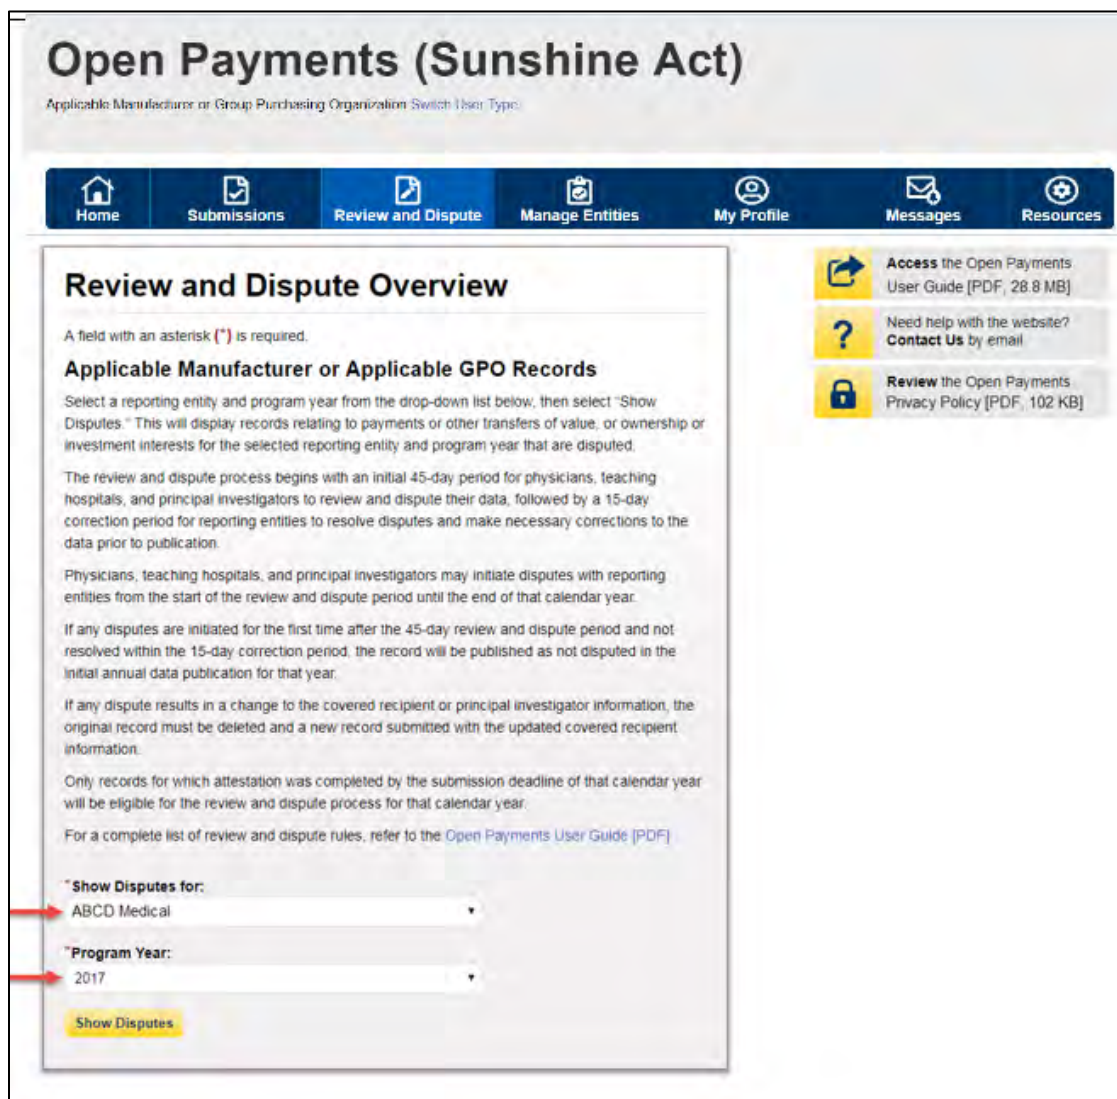 Open Payments (Sunshine Act)
Applicable Manufacturer or Group Purchasing Organization Switch User Type
Home
Submissions
Review and Dispute
Manage Entities
My Profile
Messages
Resources
Review and Dispute Overview
A field with an asterisk (*) is required.
Applicable Manufacturer or Applicable GPO Records
Select a reporting entity and program year from the drop-down list below, then select "Show
Disputes." This will display records relating to payments or other transfers of value, or ownership or
investment interests for the selected reporting entity and program year that are disputed.
The review and dispute process begins with an initial 45-day period for physicians, teaching
hospitals, and principal investigators to review and dispute their data, followed by a 15-day
correction period for reporting entities to resolve disputes and make necessary corrections to the
data prior to publication.
Physicians, teaching hospitals, and principal investigators may initiate disputes with reporting
entities from the start of the review and dispute period until the end of that calendar year.
If any disputes are initiated for the first time after the 45-day review and dispute period and not
resolved within the 15-day correction period, the record will be published as not disputed in the
initial annual data publication for that year.
If any dispute results in a change to the covered recipient or principal investigator information, the
original record must be deleted and a new record submitted with the updated covered recipient
information.
Only records for which attestation was completed by the submission deadline of that calendar year
will be eligible for the review and dispute process for that calendar year.
For a complete list of review and dispute rules, refer to the Open Payments User Guide [PDF]
*Show Disputes for:
ABCD Medical
*Program Year:
2017
Show Disputes
Access the Open Payments
User Guide [PDF, 28.8 MB]
Need help with the website?
Contact Us by email
Review the Open Payments
Privacy Policy [PDF, 102 KB]